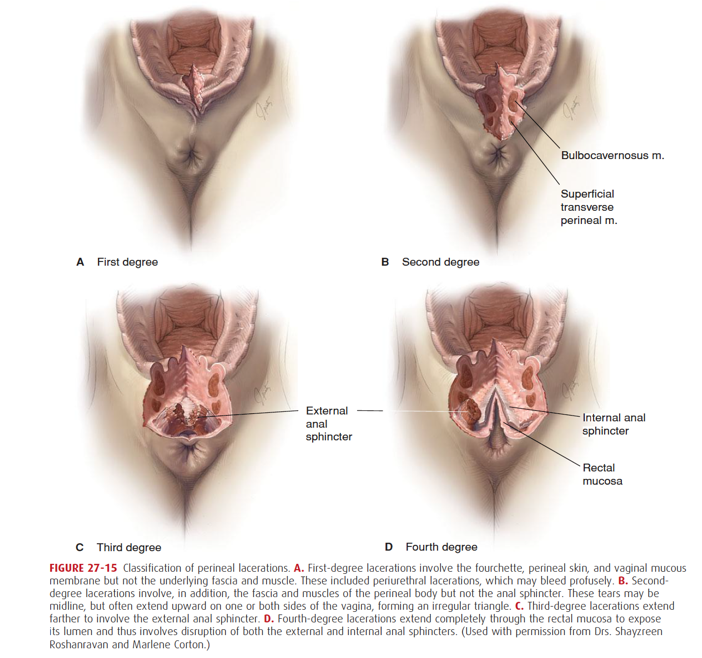 Bulbocavernosus m.
Superficial
transverse
perineal m.
A First degree
B Second degree
External
anal
sphincter
Internal anal
sphincter
Rectal
mucosa
C Third degree
D Fourth degree
FIGURE 27-15 Classification of perineal lacerations. A. First-degree lacerations involve the fourchette, perineal skin, and vaginal mucous
membrane but not the underlying fascia and muscle. These included periurethral lacerations, which may bleed profusely. B. Second-
degree lacerations involve, in addition, the fascia and muscles of the perineal body but not the anal sphincter. These tears may be
midline, but often extend upward on one or both sides of the vagina, forming an irregular triangle. C. Third-degree lacerations extend
farther to involve the external anal sphincter. D. Fourth-degree lacerations extend completely through the rectal mucosa to expose
its lumen and thus involves disruption of both the external and internal anal sphincters. (Used with permission from Drs. Shayzreen
Roshanravan and Marlene Corton.)